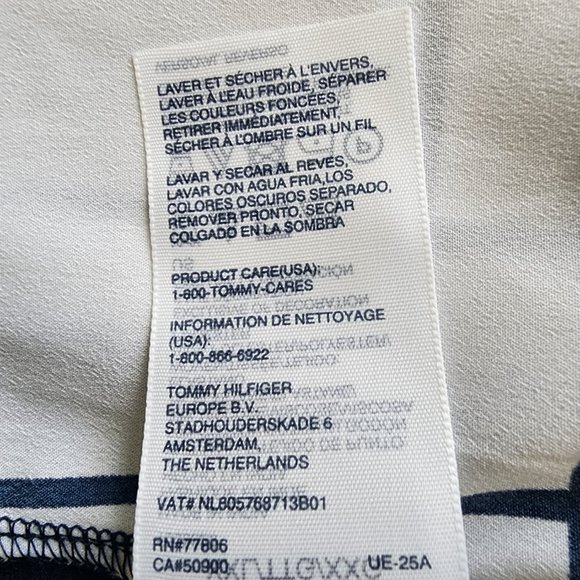 LAVER ET SÉCHER À L'ENVERS,
LAVER À L'EAU FROIDE, SÉPARER
LES COULEURS FONCÉES,
RETIRER IMMÉDIATEMENT,
SÉCHER À L'OMBRE SUR UN FIL
LAVAR Y SECAR AL REVÉS,
LAVAR CON AGUA FRIA,LOS
COLORES OSCUROS SEPARADO,
REMOVER PRONTO, SECAR
COLGADO EN LA SOMBRA
PRODUCT CARE(USA):
1-800-TOMMY-CARES
INFORMATION DE NETTOYAGE
(USA):
1-800-866-6922
TOMMY HILFIGER
EUROPE B.V.
STADHOUDERSKADE 6
AMSTERDAM,
THE NETHERLANDS
VAT# NL805768713B01
RN#77806
CA#50900
UE-25A